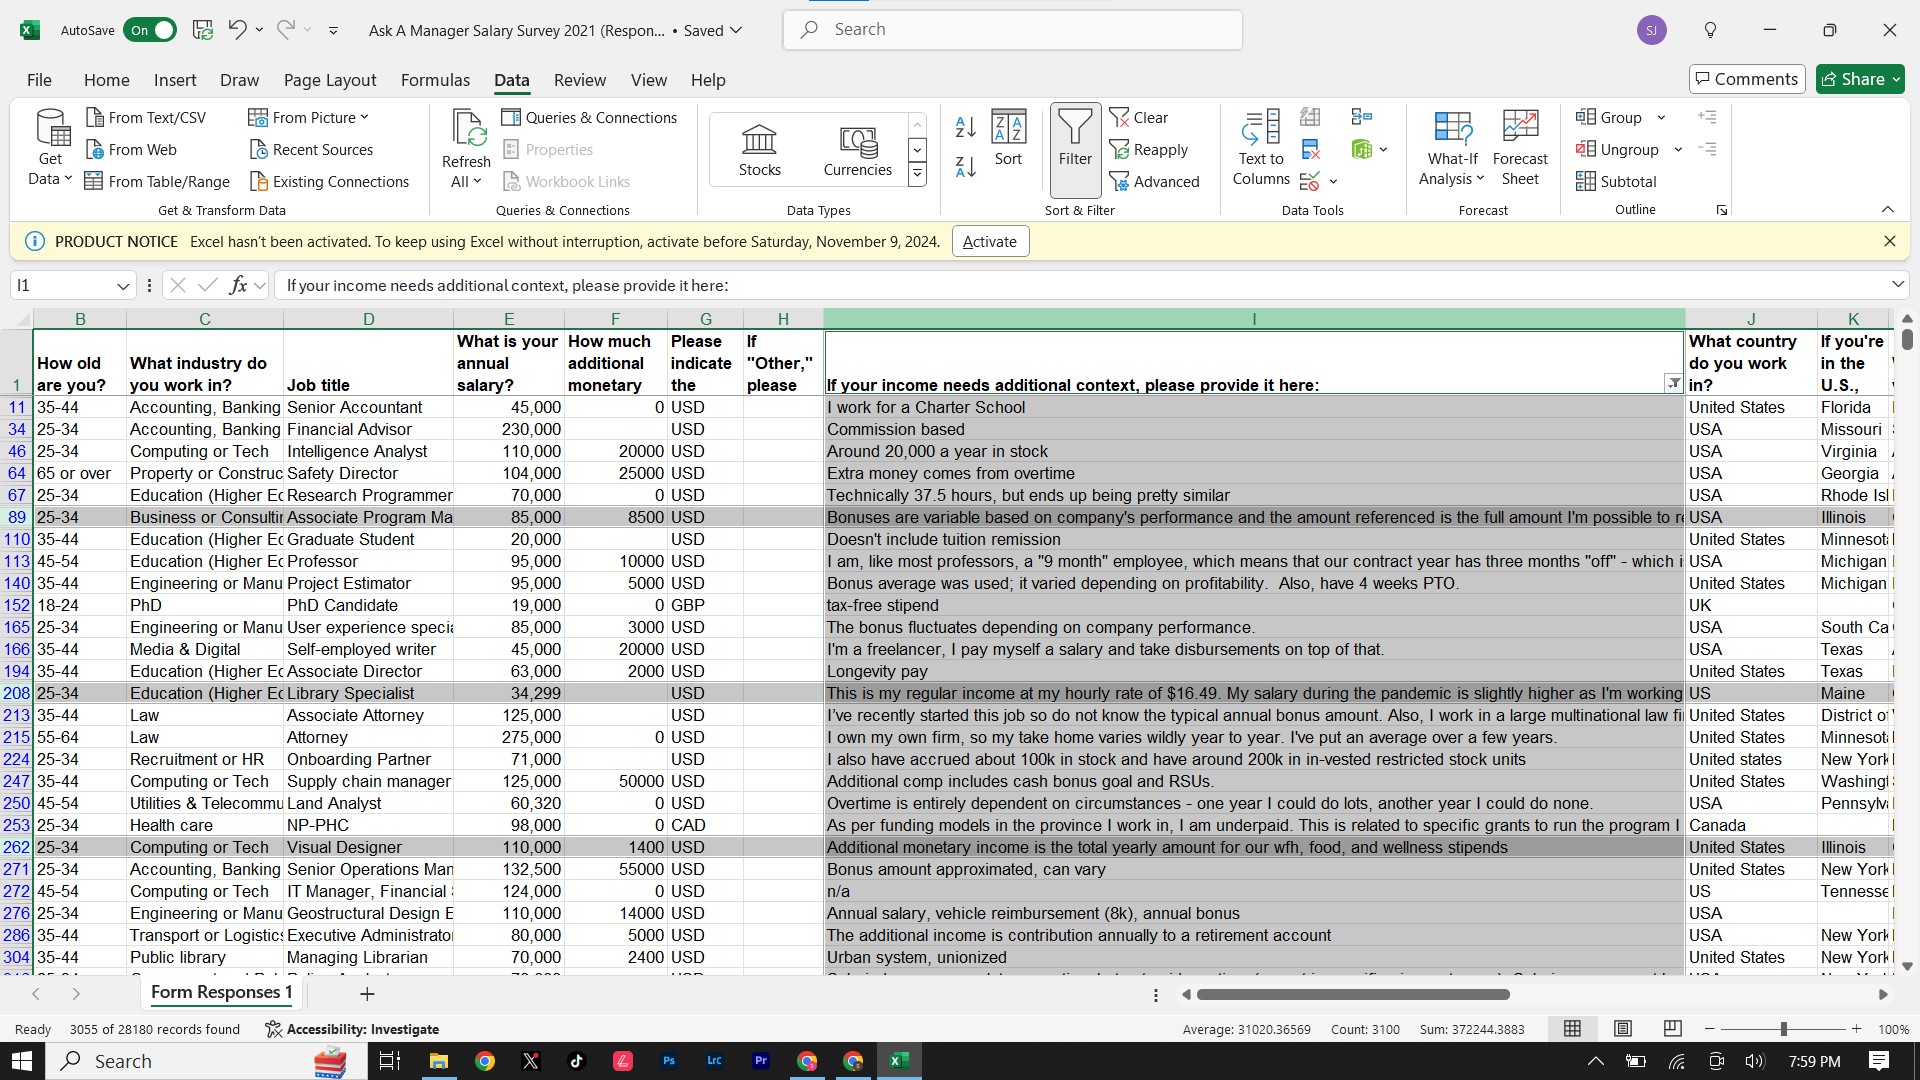 AutoSave On Ask A Manager Salary Survey 2021 (Respon... • Saved Search SJ
File Home Insert Draw Page Layout Formulas Data Review View Help Comments Share
Get Data From Text/CSV From Web From Table/Range From Picture Recent Sources Existing Connections
Get & Transform Data
Refresh All Queries & Connections Properties Workbook Links
Queries & Connections
Stocks Currencies
Data Types
Sort Filter Clear Reapply Advanced
Sort & Filter
Text to Columns
Data Tools
What-If Analysis Forecast Sheet
Forecast
Group Ungroup Subtotal
Outline
PRODUCT NOTICE Excel hasn't been activated. To keep using Excel without interruption, activate before Saturday, November 9, 2024. Activate
I1 fx If your income needs additional context, please provide it here:
B C D E F G H I J K
1 How old are you? What industry do you work in? Job title What is your annual salary? How much additional monetary Please indicate the If "Other," please If your income needs additional context, please provide it here: What country do you work in? If you're in the U.S.,
11 35-44 Accounting, Banking Senior Accountant 45,000 0 USD I work for a Charter School United States Florida
34 25-34 Accounting, Banking Financial Advisor 230,000 USD Commission based USA Missouri
46 25-34 Computing or Tech Intelligence Analyst 110,000 20000 USD Around 20,000 a year in stock USA Virginia
64 65 or over Property or Construc Safety Director 104,000 25000 USD Extra money comes from overtime USA Georgia
67 25-34 Education (Higher Ec Research Programmer 70,000 0 USD Technically 37.5 hours, but ends up being pretty similar USA Rhode Isl
89 25-34 Business or Consultin Associate Program Ma 85,000 8500 USD Bonuses are variable based on company's performance and the amount referenced is the full amount I'm possible to re USA Illinois
110 35-44 Education (Higher Ec Graduate Student 20,000 USD Doesn't include tuition remission United States Minnesota
113 45-54 Education (Higher Ec Professor 95,000 10000 USD I am, like most professors, a "9 month" employee, which means that our contract year has three months "off" - which i USA Michigan
140 35-44 Engineering or Manu Project Estimator 95,000 5000 USD Bonus average was used; it varied depending on profitability. Also, have 4 weeks PTO. United States Michigan
152 18-24 PhD PhD Candidate 19,000 0 GBP tax-free stipend UK
165 25-34 Engineering or Manu User experience specia 85,000 3000 USD The bonus fluctuates depending on company performance. USA South Ca
166 35-44 Media & Digital Self-employed writer 45,000 20000 USD I'm a freelancer, I pay myself a salary and take disbursements on top of that. USA Texas
194 35-44 Education (Higher Ec Associate Director 63,000 2000 USD Longevity pay United States Texas
208 25-34 Education (Higher Ec Library Specialist 34,299 USD This is my regular income at my hourly rate of $16.49. My salary during the pandemic is slightly higher as I'm working US Maine
213 35-44 Law Associate Attorney 125,000 USD I've recently started this job so do not know the typical annual bonus amount. Also, I work in a large multinational law fi United States District of
215 55-64 Law Attorney 275,000 0 USD I own my own firm, so my take home varies wildly year to year. I've put an average over a few years. United States Minnesota
224 25-34 Recruitment or HR Onboarding Partner 71,000 USD I also have accrued about 100k in stock and have around 200k in in-vested restricted stock units United states New York
247 35-44 Computing or Tech Supply chain manager 125,000 50000 USD Additional comp includes cash bonus goal and RSUs. United States Washingt
250 45-54 Utilities & Telecommu Land Analyst 60,320 0 USD Overtime is entirely dependent on circumstances - one year I could do lots, another year I could do none. USA Pennsylva
253 25-34 Health care NP-PHC 98,000 0 CAD As per funding models in the province I work in, I am underpaid. This is related to specific grants to run the program I Canada
262 25-34 Computing or Tech Visual Designer 110,000 1400 USD Additional monetary income is the total yearly amount for our wfh, food, and wellness stipends United States Illinois
271 25-34 Accounting, Banking Senior Operations Man 132,500 55000 USD Bonus amount approximated, can vary United States New York
272 45-54 Computing or Tech IT Manager, Financial 124,000 0 USD n/a US Tennesse
276 25-34 Engineering or Manu Geostructural Design E 110,000 14000 USD Annual salary, vehicle reimbursement (8k), annual bonus USA
286 35-44 Transport or Logistics Executive Administrato 80,000 5000 USD The additional income is contribution annually to a retirement account USA New York
304 35-44 Public library Managing Librarian 70,000 2400 USD Urban system, unionized United States New York
Form Responses 1
Ready 3055 of 28180 records found Accessibility: Investigate Average: 31020.36569 Count: 3100 Sum: 372244.3883 100%
Search Ps LrC Pr 7:59 PM